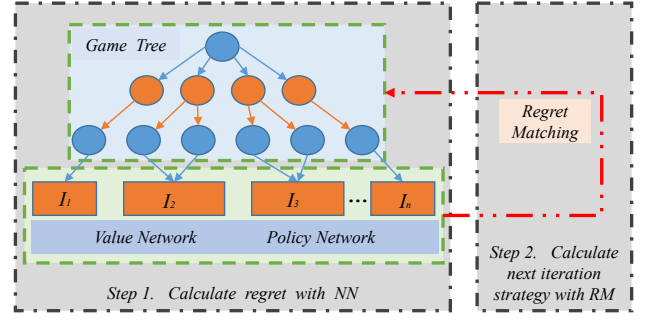 Game Tree
Regret
Matching
I1 I2 I3 ... In
Value Network Policy Network
Step 1. Calculate regret with NN
Step 2. Calculate
next iteration
strategy with RM